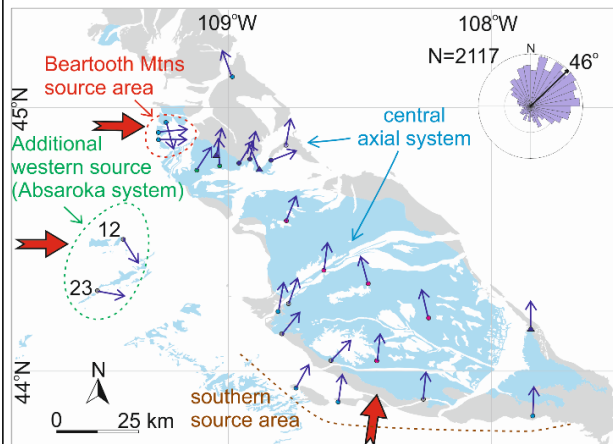 109°W
108°W
N=2117
N
46°
Beartooth Mtns
source area
45°N
central
axial system
Additional
western source
(Absaroka system)
12
23
N
44°N
0
25 km
southern
source area